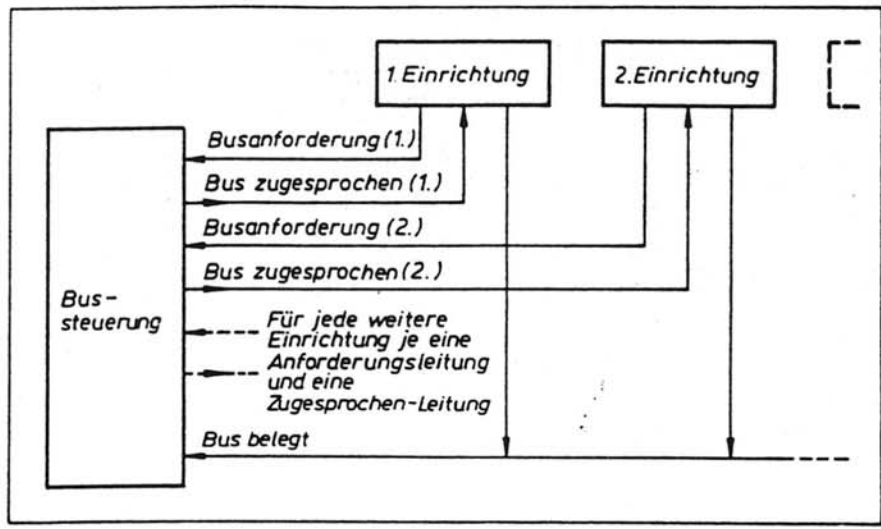 1. Einrichtung
2. Einrichtung
Busanforderung (1.)
Bus zugesprochen (1.)
Busanforderung (2.)
Bus zugesprochen (2.)
Bus-
steuerung
Für jede weitere
Einrichtung je eine
Anforderungsleitung
und eine
Zugesprochen-Leitung
Bus belegt